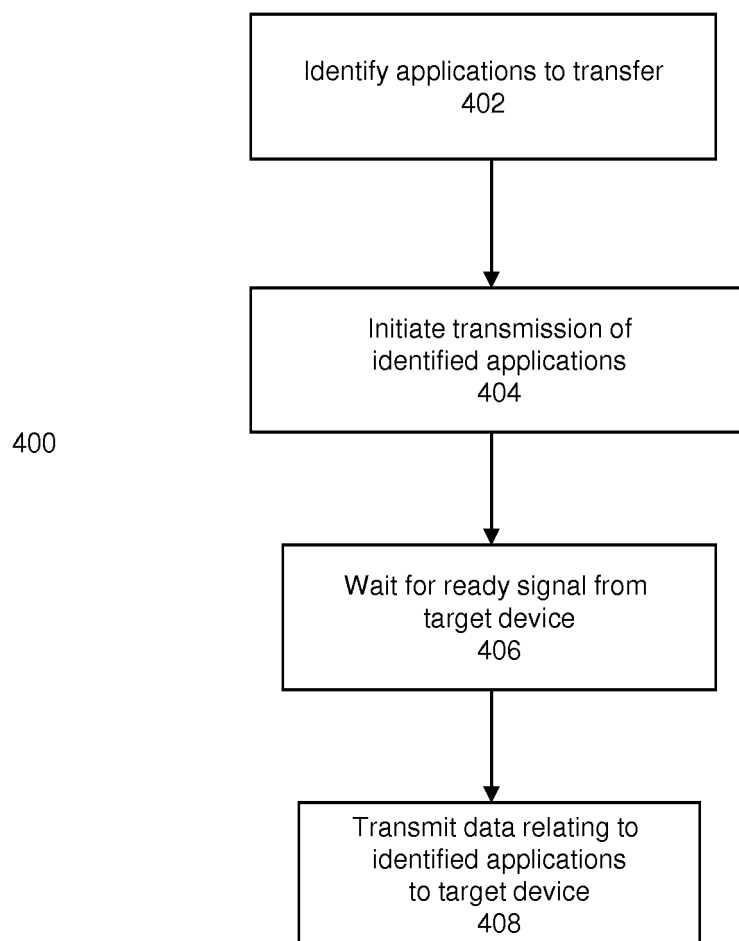 Identify applications to transfer
402
Initiate transmission of
identified applications
404
400
Wait for ready signal from
target device
406
Transmit data relating to
identified applications
to target device
408